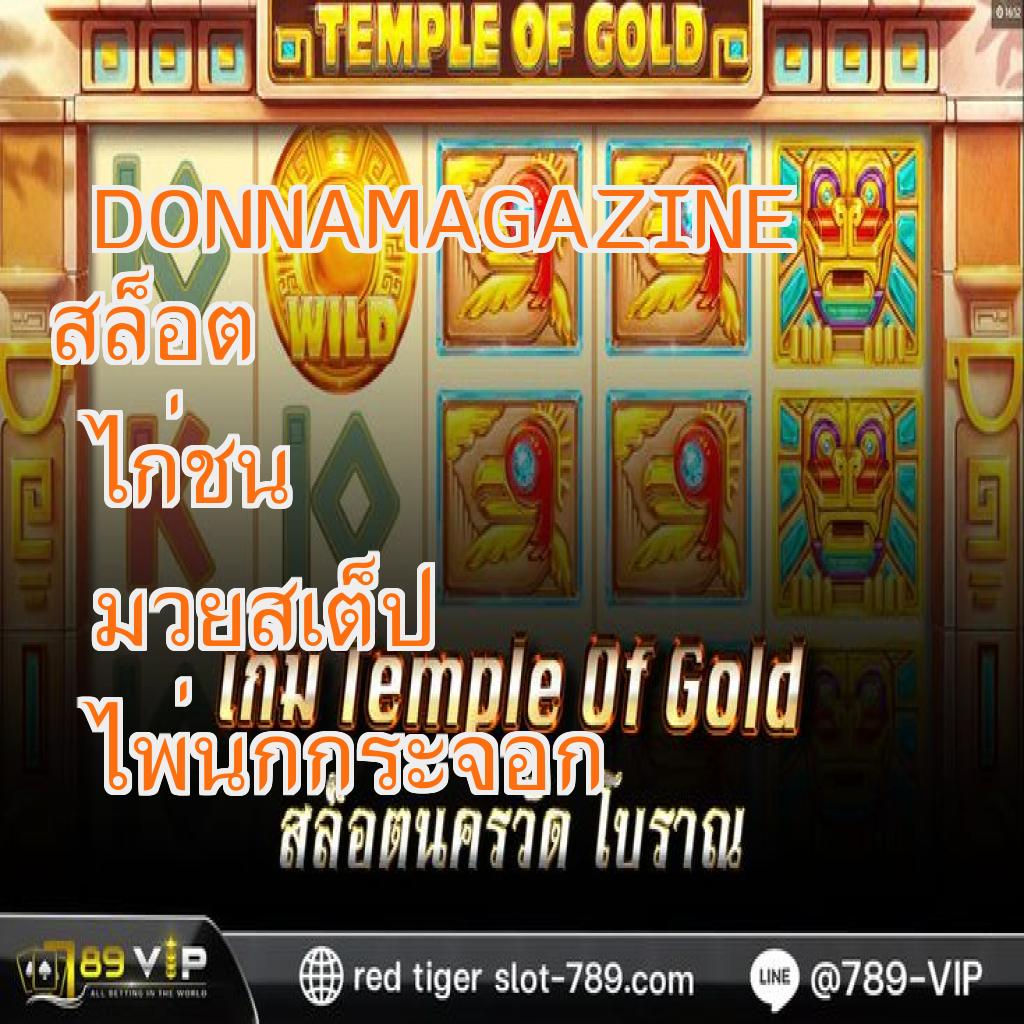 TEMPLE OF GOLD
DONNAMAGAZINE
WILD
สล็อต
ไก่ชน
K
มวยสเต็ป
เกม Temple Of Gold
ไพ่นกกระจอก
สล็อตนครวัด โบราณ
789 VIP
ALL BETTING IN THE WORLD
red tiger slot-789.com
LINE @789-VIP